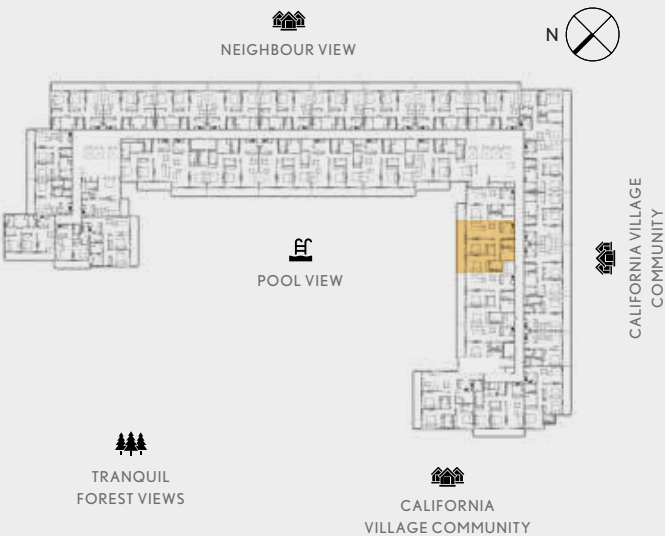 NEIGHBOUR VIEW
N
CALIFORNIA VILLAGE
COMMUNITY
POOL VIEW
TRANQUIL
FOREST VIEWS
CALIFORNIA
VILLAGE COMMUNITY